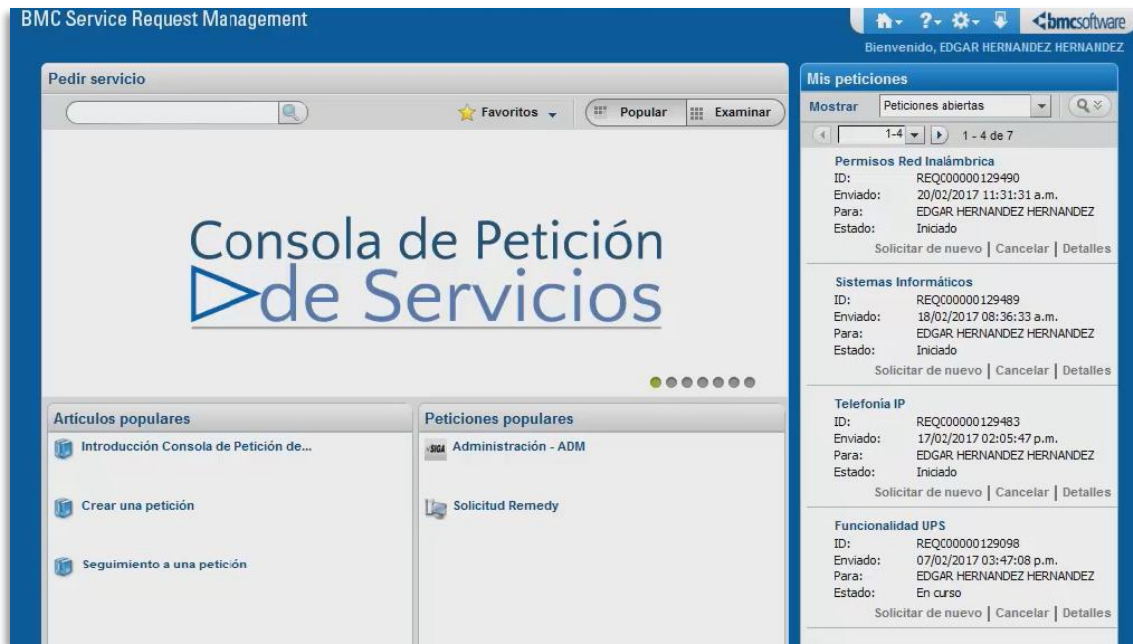 BMC Service Request Management
bmcsoftware
Bienvenido, EDGAR HERNANDEZ HERNANDEZ
Pedir servicio
Favoritos
Popular
Examinar
Consola de Petición
de Servicios
Artículos populares
Introducción Consola de Petición de...
Crear una petición
Seguimiento a una petición
Peticiones populares
SIGA
Administración - ADM
Solicitud Remedy
Mis peticiones
Mostrar Peticiones abiertas
1-4 1 - 4 de 7
Permisos Red Inalámbrica
ID: REQ000000129490
Enviado: 20/02/2017 11:31:31 a.m.
Para: EDGAR HERNANDEZ HERNANDEZ
Estado: Iniciado
Solicitar de nuevo | Cancelar | Detalles
Sistemas Informáticos
ID: REQ000000129489
Enviado: 18/02/2017 08:36:33 a.m.
Para: EDGAR HERNANDEZ HERNANDEZ
Estado: Iniciado
Solicitar de nuevo | Cancelar | Detalles
Telefonía IP
ID: REQ000000129483
Enviado: 17/02/2017 02:05:47 p.m.
Para: EDGAR HERNANDEZ HERNANDEZ
Estado: Iniciado
Solicitar de nuevo | Cancelar | Detalles
Funcionalidad UPS
ID: REQ000000129098
Enviado: 07/02/2017 03:47:08 p.m.
Para: EDGAR HERNANDEZ HERNANDEZ
Estado: En curso
Solicitar de nuevo | Cancelar | Detalles